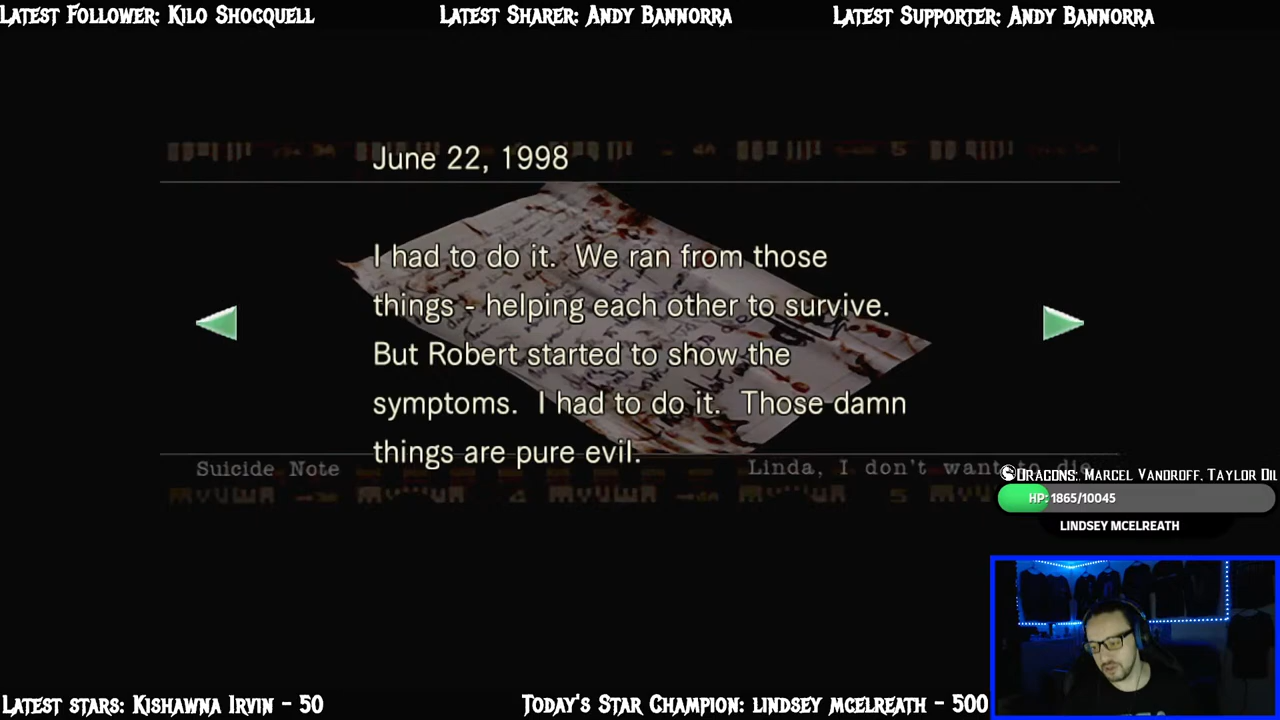 Latest Follower: Kilo Shocquell
Latest Sharer: Andy Bannorra
Latest Supporter: Andy Bannorra
June 22, 1998
I had to do it. We ran from those
things - helping each other to survive.
But Robert started to show the
symptoms. I had to do it. Those damn
things are pure evil.
Suicide Note
Linda, I don't want to die
Dragons: Marcel Vandroff, Taylor Dil
HP: 1865/10045
LINDSEY MCELREATH
Latest stars: Kishawna Irvin - 50
Today's Star Champion: lindsey mcelreath - 500